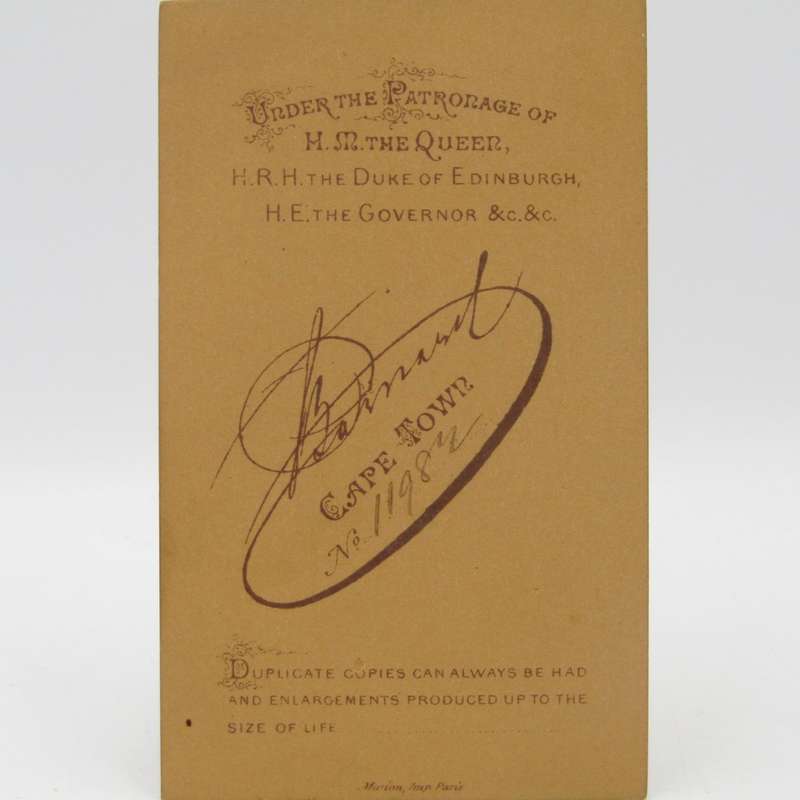 UNDER THE PATRONAGE OF
H. M. THE QUEEN,
H.R.H. THE DUKE OF EDINBURGH,
H.E. THE GOVERNOR &C. &C.
Barnard
CAPE TOWN
No. 1198
DUPLICATE COPIES CAN ALWAYS BE HAD
AND ENLARGEMENTS PRODUCED UP TO THE
SIZE OF LIFE
Marion, Imp Paris